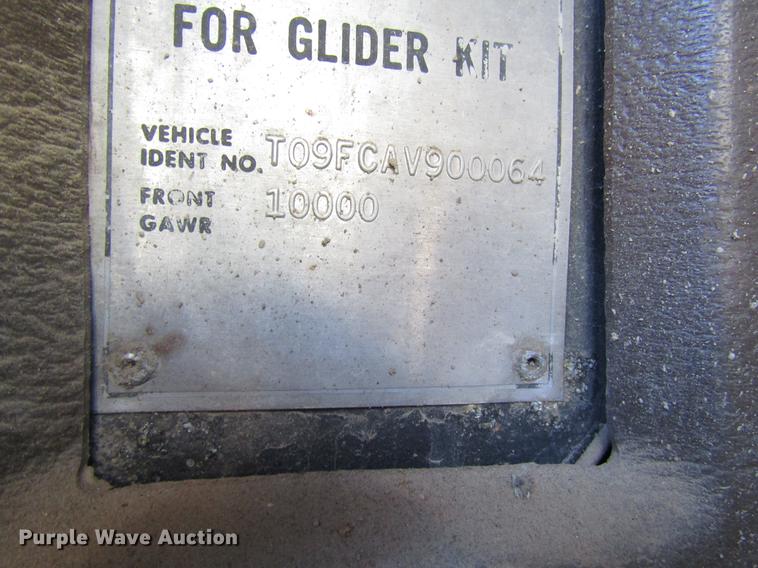 FOR GLIDER KIT
VEHICLE
IDENT NO. T09FCAV900064
FRONT 10000
GAWR
Purple Wave Auction